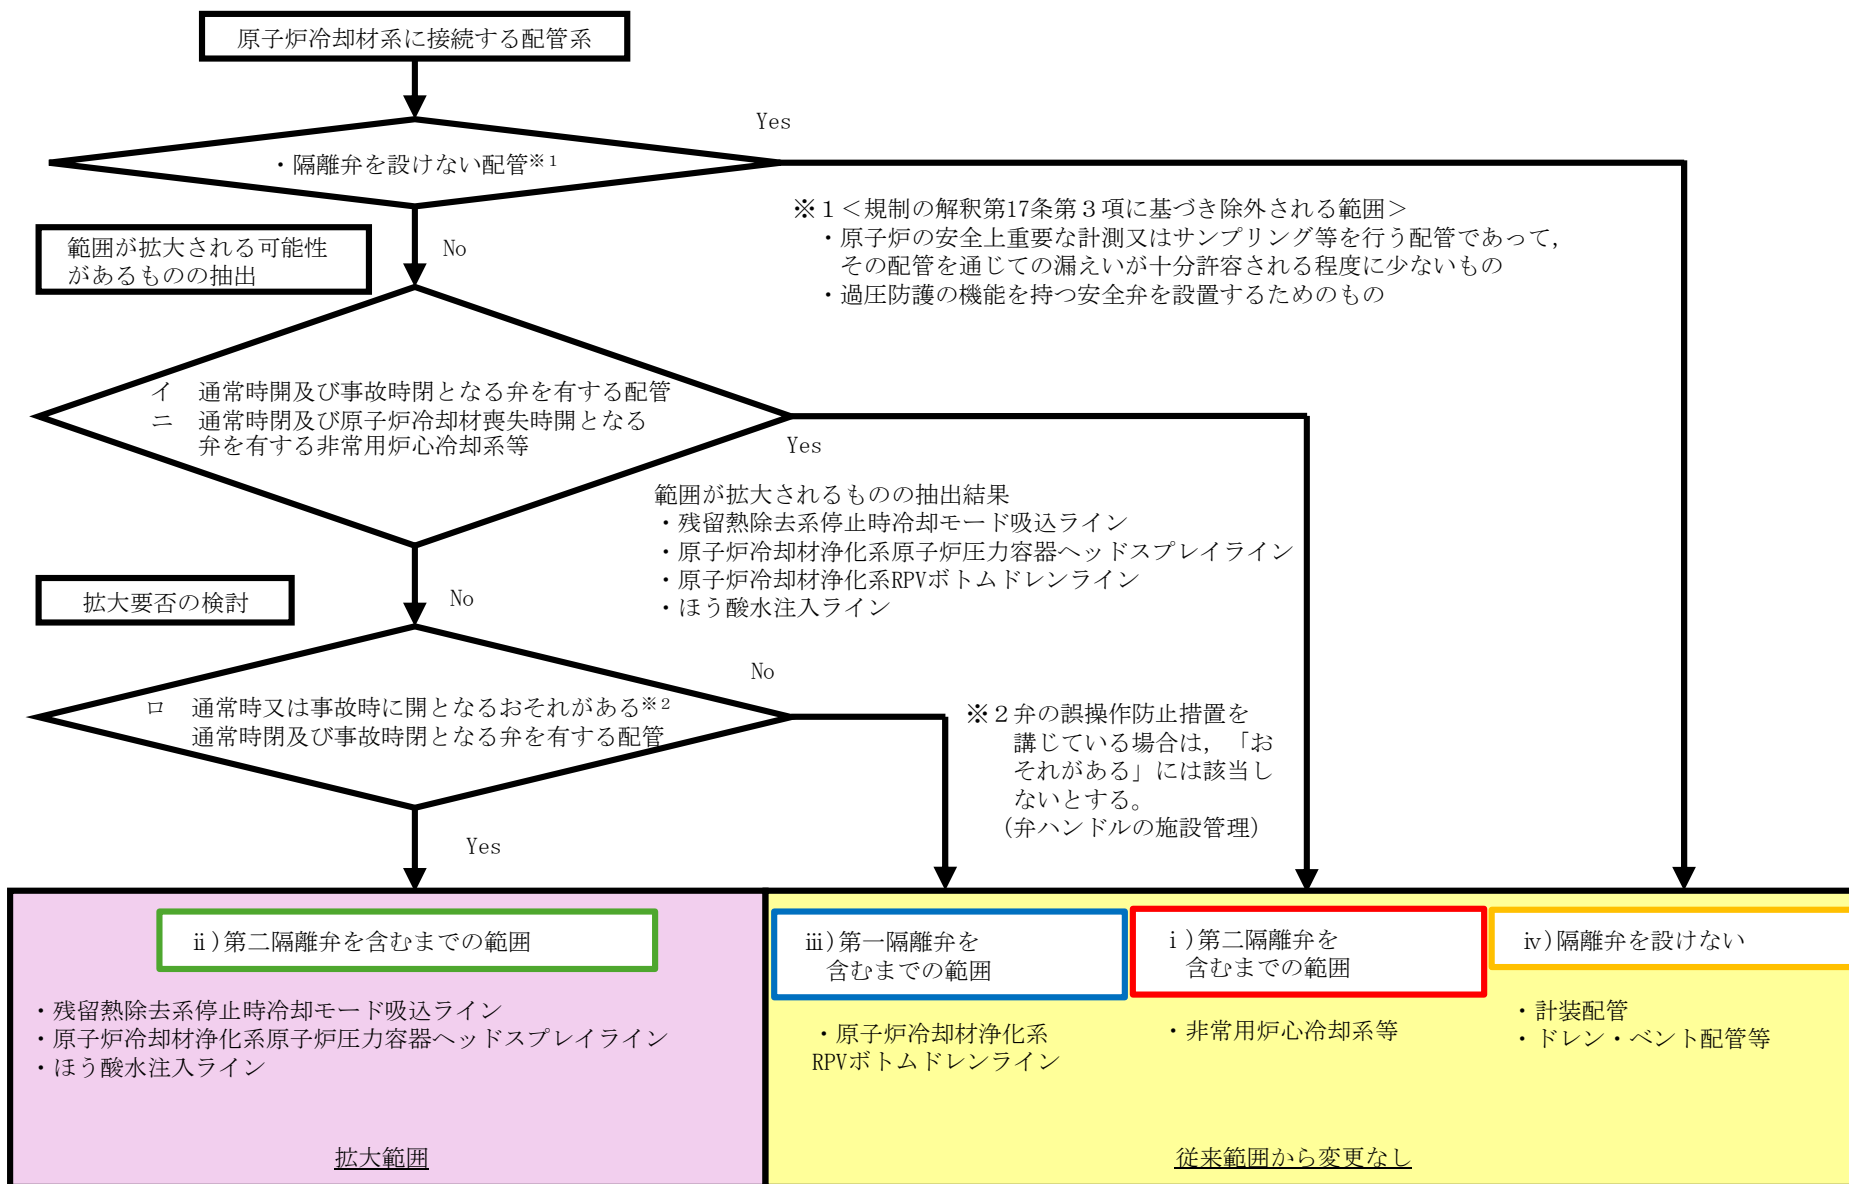 原子炉冷却材系に接続する配管系
Yes
・隔離弁を設けない配管※1
※1＜規制の解釈第17条第3項に基づき除外される範囲＞
・原子炉の安全上重要な計測又はサンプリング等を行う配管であって，
その配管を通じての漏えいが十分許容される程度に少ないもの
・過圧防護の機能を持つ安全弁を設置するためのもの
No
範囲が拡大される可能性
があるものの抽出
イ　通常時開及び事故時閉となる弁を有する配管
ニ　通常時閉及び原子炉冷却材喪失時開となる
弁を有する非常用炉心冷却系等
Yes
範囲が拡大されるものの抽出結果
・残留熱除去系停止時冷却モード吸込ライン
・原子炉冷却材浄化系原子炉圧力容器ヘッドスプレイライン
・原子炉冷却材浄化系RPVボトムドレンライン
・ほう酸水注入ライン
拡大要否の検討
No
No
ロ　通常時又は事故時に開となるおそれがある※2
通常時閉及び事故時閉となる弁を有する配管
※2弁の誤操作防止措置を
講じている場合は，「お
それがある」には該当し
ないとする。
（弁ハンドルの施設管理）
Yes
ⅱ)第二隔離弁を含むまでの範囲
・残留熱除去系停止時冷却モード吸込ライン
・原子炉冷却材浄化系原子炉圧力容器ヘッドスプレイライン
・ほう酸水注入ライン
拡大範囲
ⅲ)第一隔離弁を
含むまでの範囲
・原子炉冷却材浄化系
RPVボトムドレンライン
ⅰ)第二隔離弁を
含むまでの範囲
・非常用炉心冷却系等
ⅳ)隔離弁を設けない
・計装配管
・ドレン・ベント配管等
従来範囲から変更なし